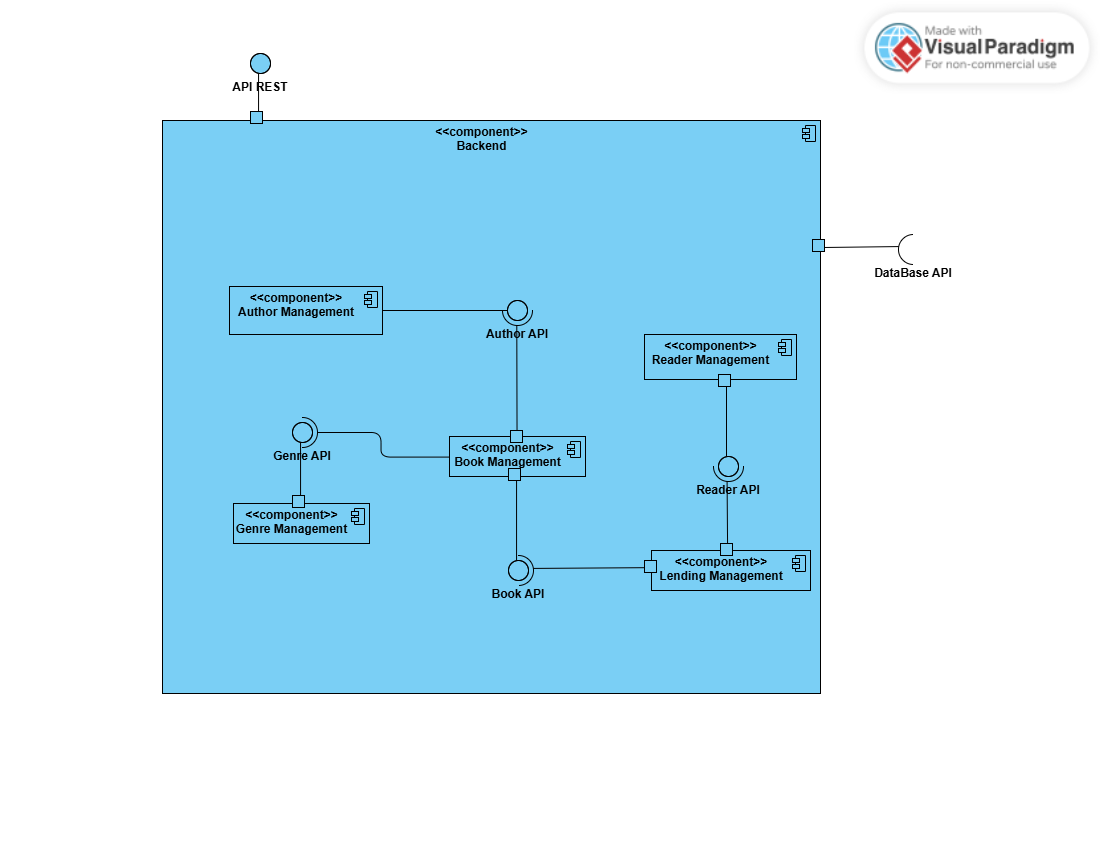 Made with
Visual Paradigm
For non-commercial use
API REST
<<component>>
Backend
DataBase API
<<component>>
Author Management
Author API
<<component>>
Reader Management
Genre API
<<component>>
Book Management
Reader API
<<component>>
Genre Management
<<component>>
Lending Management
Book API